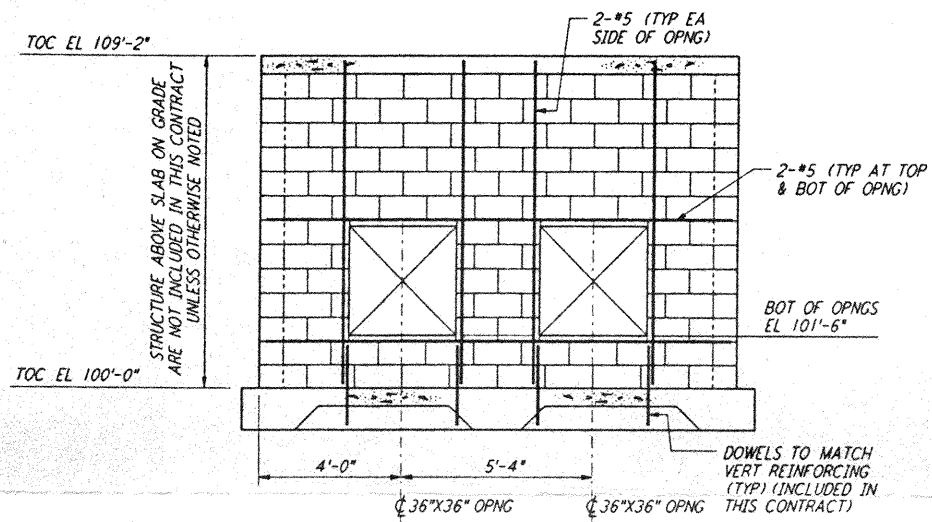 2-#5 (TYP EA
SIDE OF OPNG)
TOC EL 109'-2"
STRUCTURE ABOVE SLAB ON GRADE
ARE NOT INCLUDED IN THIS CONTRACT
UNLESS OTHERWISE NOTED
2-#5 (TYP AT TOP
& BOT OF OPNG)
BOT OF OPNGS
EL 101'-6"
TOC EL 100'-0"
4'-0"
5'-4"
DOWELS TO MATCH
VERT REINFORCING
(TYP) (INCLUDED IN
THIS CONTRACT)
℄ 36"X36" OPNG
℄ 36"X36" OPNG